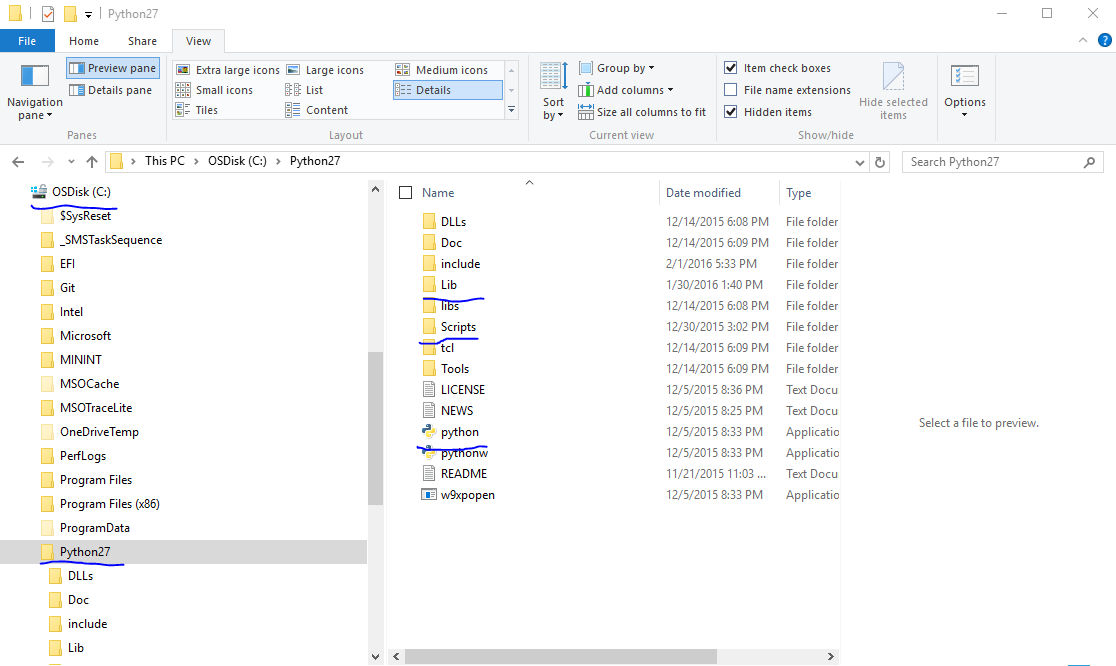 Python27
File Home Share View
Navigation pane
Preview pane
Details pane
Panes
Extra large icons Large icons Medium icons
Small icons List Details
Tiles Content
Layout
Sort by
Group by
Add columns
Size all columns to fit
Current view
Item check boxes
File name extensions
Hidden items
Hide selected items
Show/hide
Options
This PC > OSDisk (C:) > Python27
Search Python27
OSDisk (C:)
$SysReset
_SMSTaskSequence
EFI
Git
Intel
Microsoft
MININT
MSOCache
MSOTraceLite
OneDriveTemp
PerfLogs
Program Files
Program Files (x86)
ProgramData
Python27
DLLs
Doc
include
Lib
Name Date modified Type
DLLs 12/14/2015 6:08 PM File folder
Doc 12/14/2015 6:09 PM File folder
include 2/1/2016 5:33 PM File folder
Lib 1/30/2016 1:40 PM File folder
libs 12/14/2015 6:08 PM File folder
Scripts 12/30/2015 3:02 PM File folder
tcl 12/14/2015 6:09 PM File folder
Tools 12/14/2015 6:09 PM File folder
LICENSE 12/5/2015 8:36 PM Text Docu
NEWS 12/5/2015 8:25 PM Text Docu
python 12/5/2015 8:33 PM Applicatio
pythonw 12/5/2015 8:33 PM Applicatio
README 11/21/2015 11:03 ... Text Docu
w9xpopen 12/5/2015 8:33 PM Applicatio
Select a file to preview.